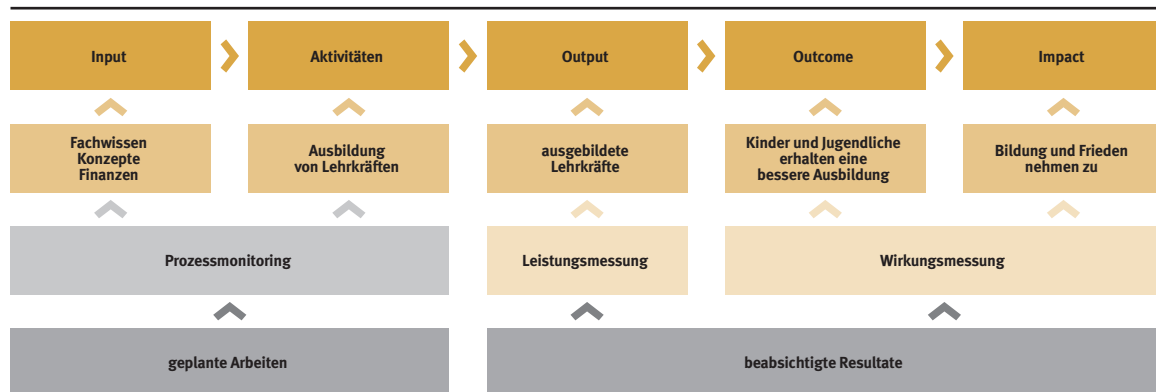 Input
Aktivitäten
Output
Outcome
Impact
Fachwissen
Konzepte
Finanzen
Ausbildung
von Lehrkräften
ausgebildete
Lehrkräfte
Kinder und Jugendliche
erhalten eine
bessere Ausbildung
Bildung und Frieden
nehmen zu
Prozessmonitoring
Leistungsmessung
Wirkungsmessung
geplante Arbeiten
beabsichtigte Resultate